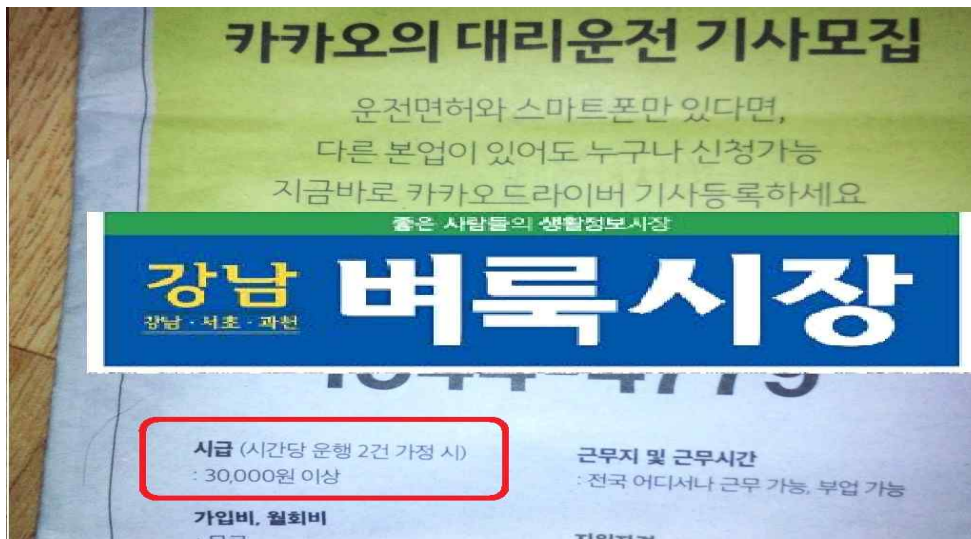 카카오의 대리운전 기사모집
운전면허와 스마트폰만 있다면,
다른 본업이 있어도 누구나 신청가능
지금바로 카카오드라이버 기사등록하세요
좋은 사람들의 생활정보시장
강남 벼룩시장
강남·서초·과천
시급 (시간당 운행 2건 가정 시)
: 30,000원 이상
근무지 및 근무시간
: 전국 어디서나 근무 가능, 부업 가능
가입비, 월회비